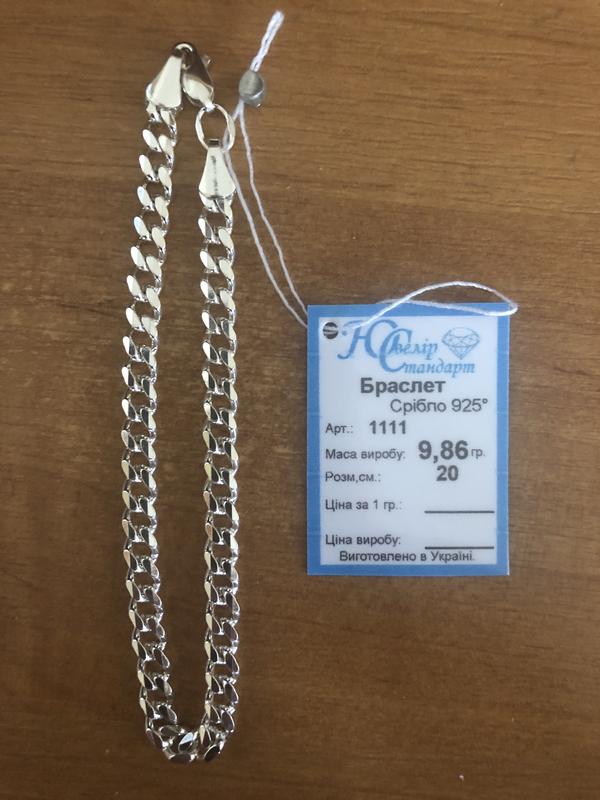 Ювелір
Стандарт
Браслет
Срібло 925°
Арт.: 1111
Маса виробу: 9,86 гр.
Розм,см.: 20
Ціна за 1 гр.:
Ціна виробу:
Виготовлено в Україні.